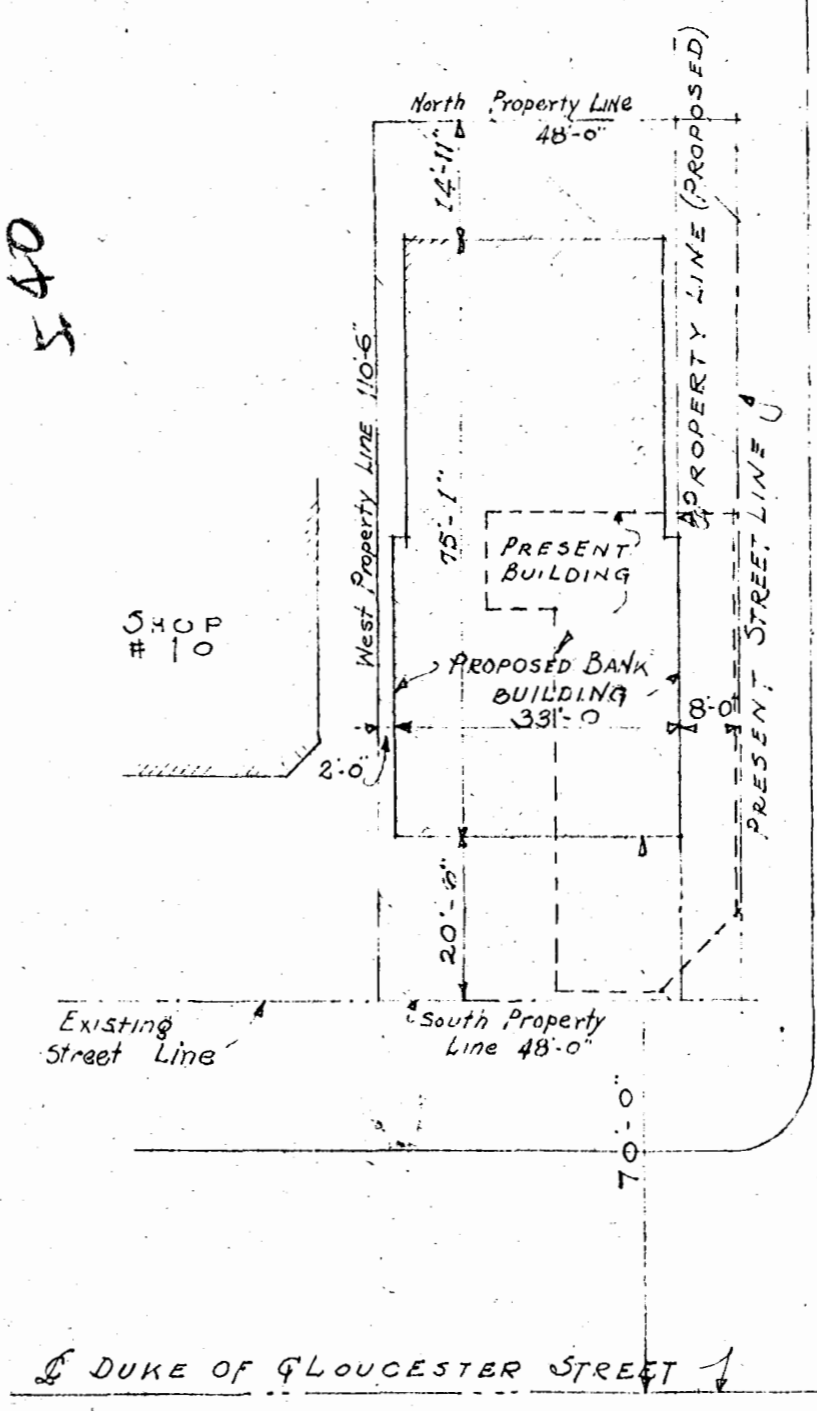 540
North Property Line
48'-0"
14'-11"
PROPERTY LINE (PROPOSED)
West Property Line 110'-6"
75'-1"
PRESENT
BUILDING
SHOP
# 10
PROPOSED BANK
BUILDING
331'-0
8'-0"
2'-0"
PRESENT STREET LINE
20'-6"
Existing
Street Line
South Property
Line 48'-0"
70'-0"
℄ DUKE OF GLOUCESTER STREET